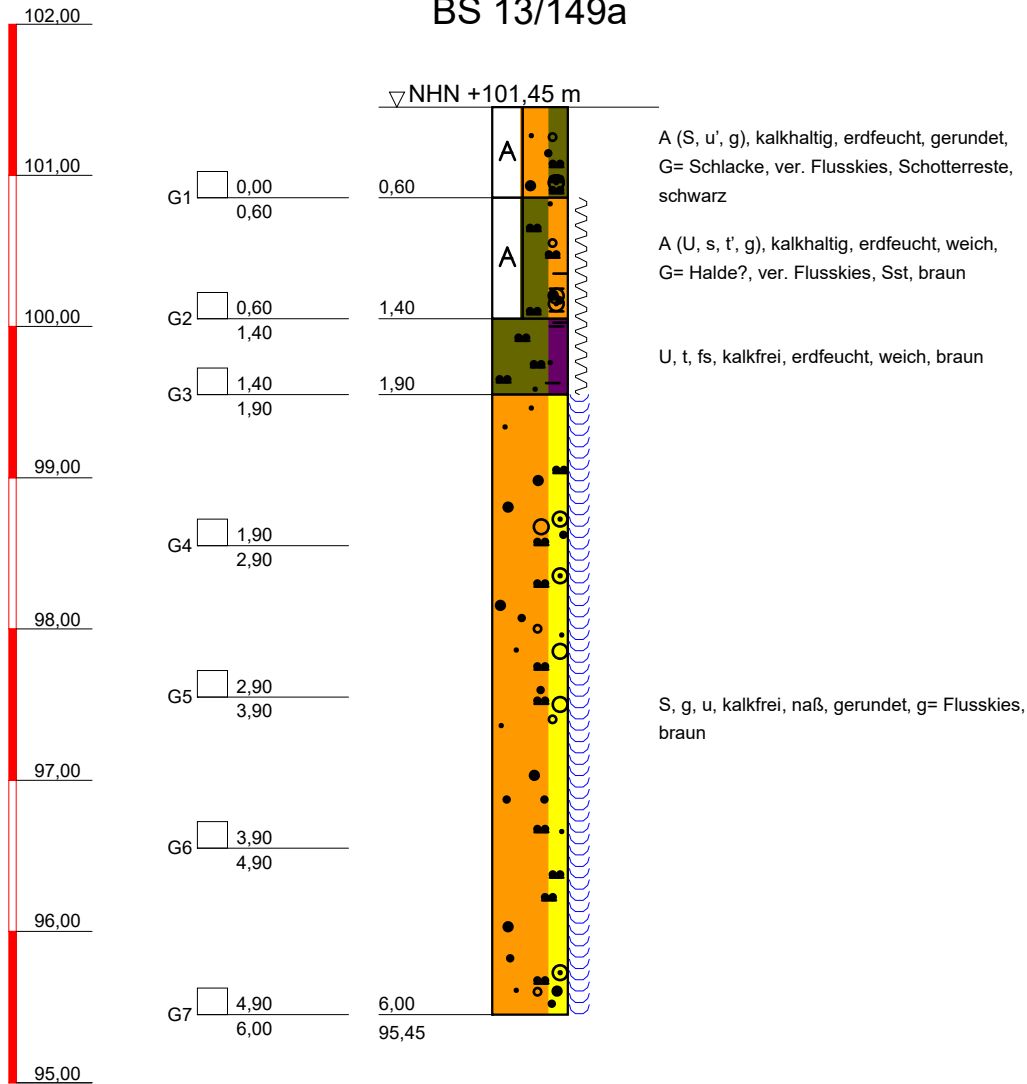 BS 13/149a
102,00
NHN +101,45 m
A
A (S, u', g), kalkhaltig, erdfeucht, gerundet,
G= Schlacke, ver. Flusskies, Schotterreste,
schwarz
101,00
G1 0,00 0,60
0,60
A
A (U, s, t', g), kalkhaltig, erdfeucht, weich,
G= Halde?, ver. Flusskies, Sst, braun
G2 0,60 1,40
1,40
100,00
U, t, fs, kalkfrei, erdfeucht, weich, braun
G3 1,40 1,90
1,90
99,00
G4 1,90
2,90
98,00
G5 2,90
3,90
S, g, u, kalkfrei, naß, gerundet, g= Flusskies,
braun
97,00
G6 3,90
4,90
96,00
G7 4,90 6,00
6,00 95,45
95,00